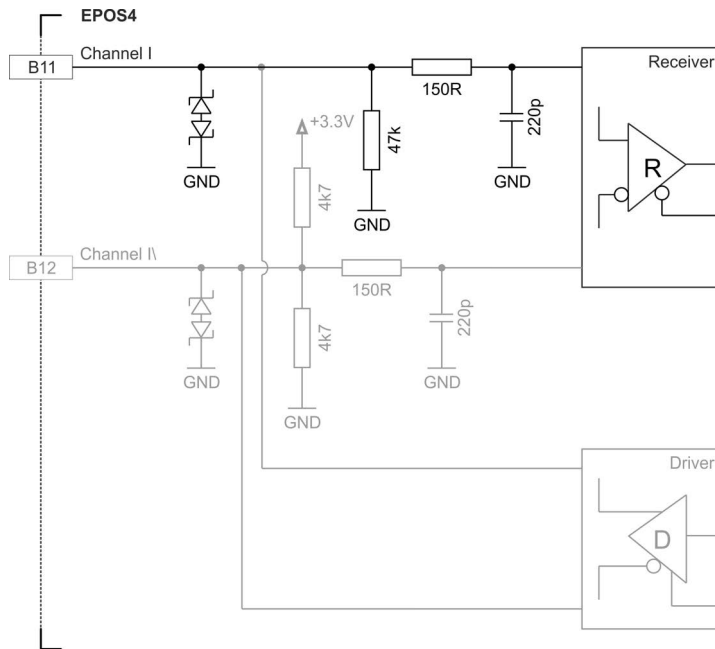 EPOS4
Channel I
B11
Receiver
150R
220p
+3.3V
47k
GND
GND
GND
R
4k7
Channel I\
B12
150R
4k7
220p
GND
GND
GND
Driver
D